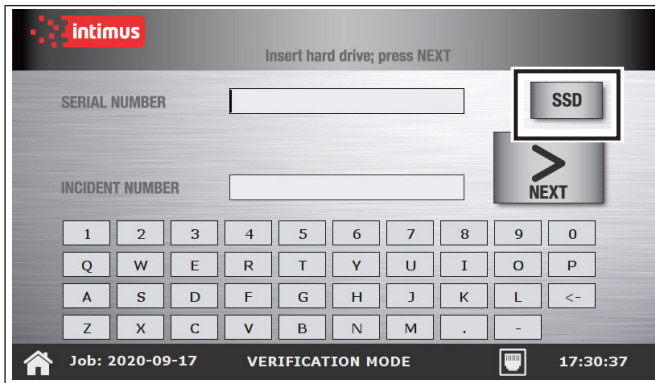 intimus
Insert hard drive; press NEXT
SERIAL NUMBER
SSD
>
NEXT
INCIDENT NUMBER
1 2 3 4 5 6 7 8 9 0
Q W E R T Y U I O P
A S D F G H J K L <-
Z X C V B N M . -
Job: 2020-09-17 VERIFICATION MODE 17:30:37